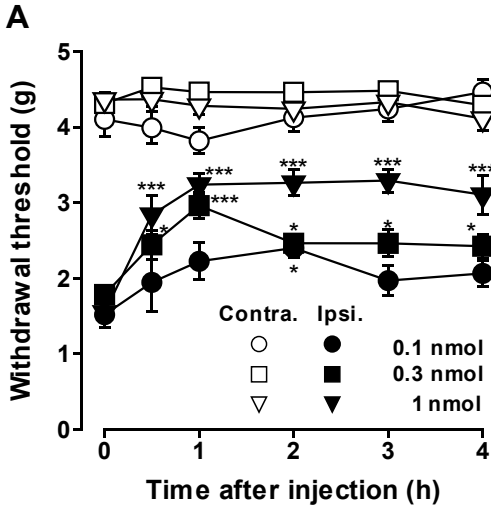 A
Withdrawal threshold (g)
5
4
3
2
1
0
***
***
***
***
***
***
*
*
*
*
*
Contra. Ipsi.
0.1 nmol
0.3 nmol
1 nmol
0 1 2 3 4
Time after injection (h)